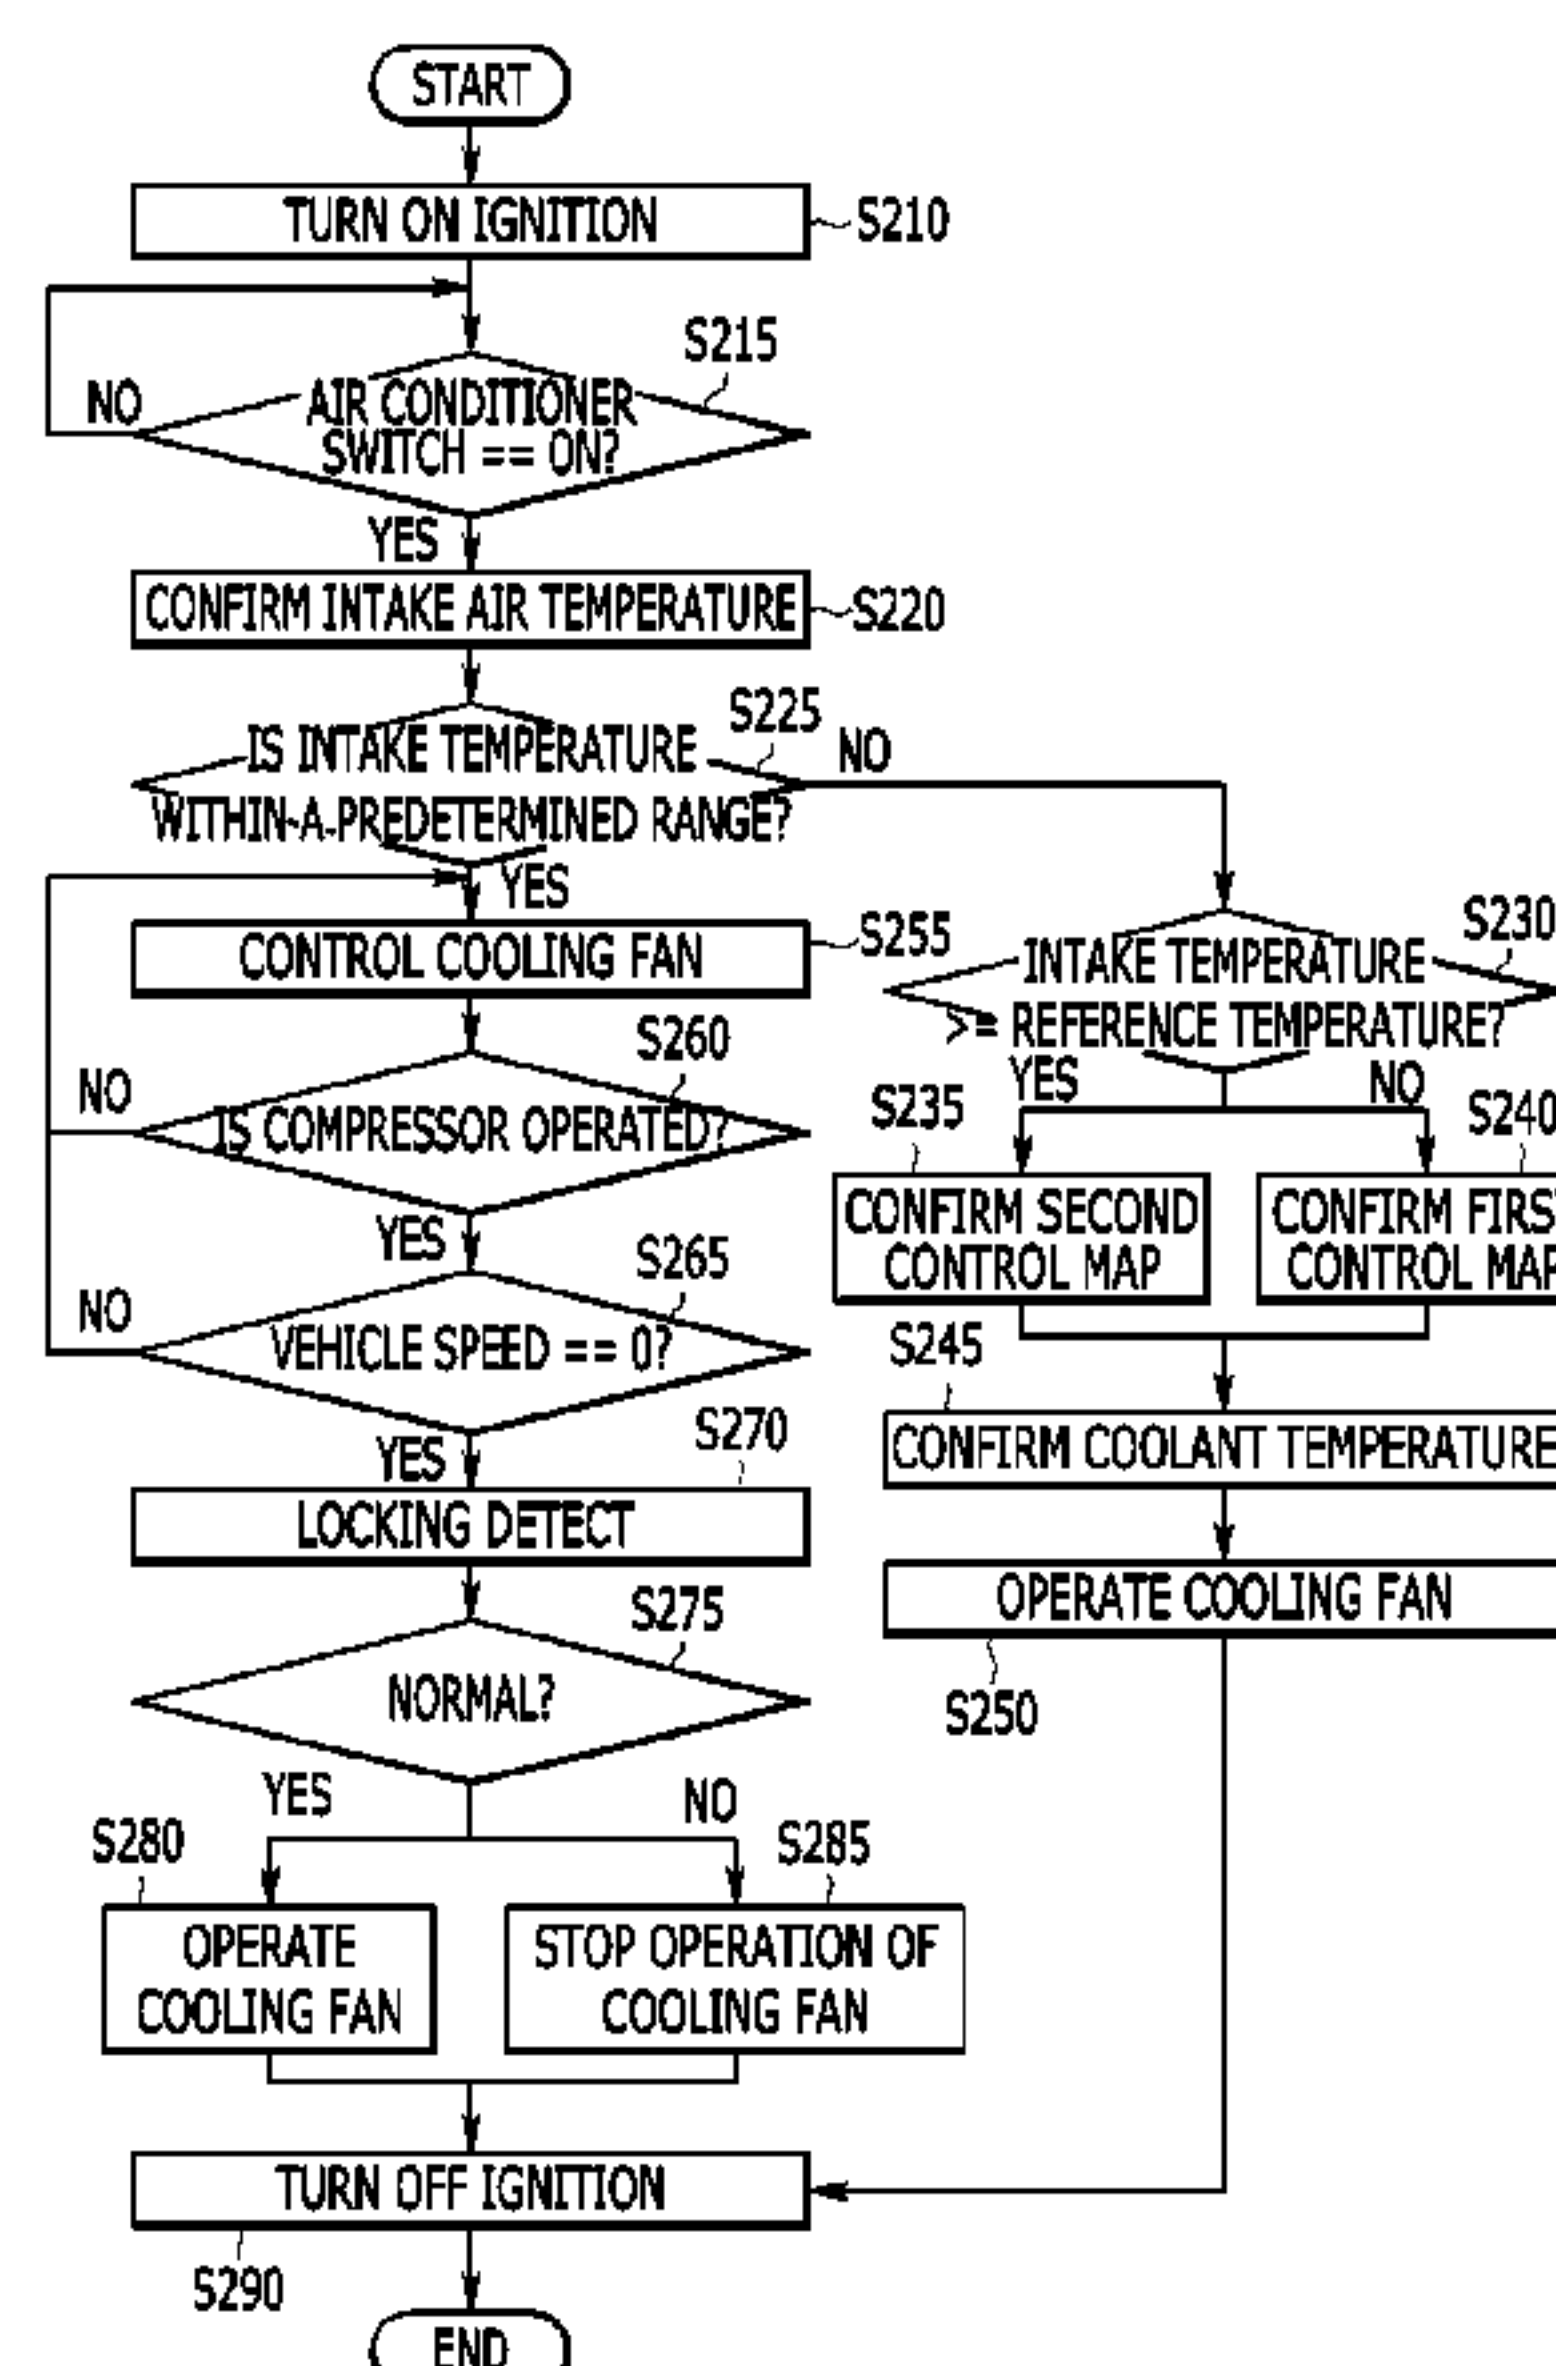 START
TURN ON IGNITION
S210
S215
NO
AIR CONDITIONER
SWITCH == ON?
YES
CONFIRM INTAKE AIR TEMPERATURE
S220
S225
IS INTAKE TEMPERATURE
WITHIN A PREDETERMINED RANGE?
NO
YES
CONTROL COOLING FAN
S255
S230
INTAKE TEMPERATURE
>= REFERENCE TEMPERATURE?
YES
NO
S260
NO
IS COMPRESSOR OPERATED?
YES
S235
CONFIRM SECOND
CONTROL MAP
S240
CONFIRM FIRS
CONTROL MAP
S265
NO
VEHICLE SPEED == 0?
YES
S245
CONFIRM COOLANT TEMPERATURE
S270
LOCKING DETECT
OPERATE COOLING FAN
S250
S275
NORMAL?
YES
NO
S280
OPERATE
COOLING FAN
S285
STOP OPERATION OF
COOLING FAN
TURN OFF IGNITION
S290
END